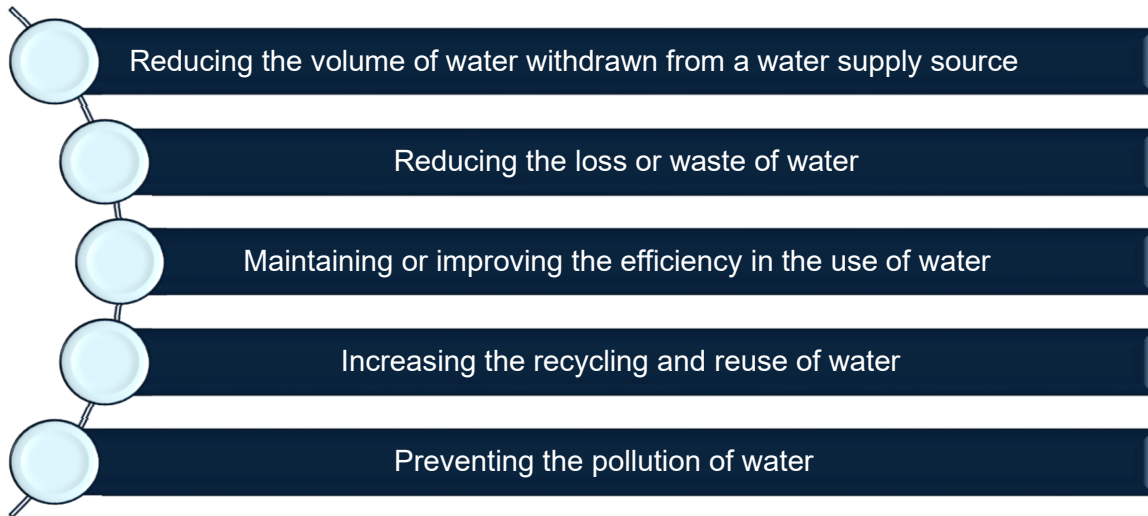 Reducing the volume of water withdrawn from a water supply source
Reducing the loss or waste of water
Maintaining or improving the efficiency in the use of water
Increasing the recycling and reuse of water
Preventing the pollution of water